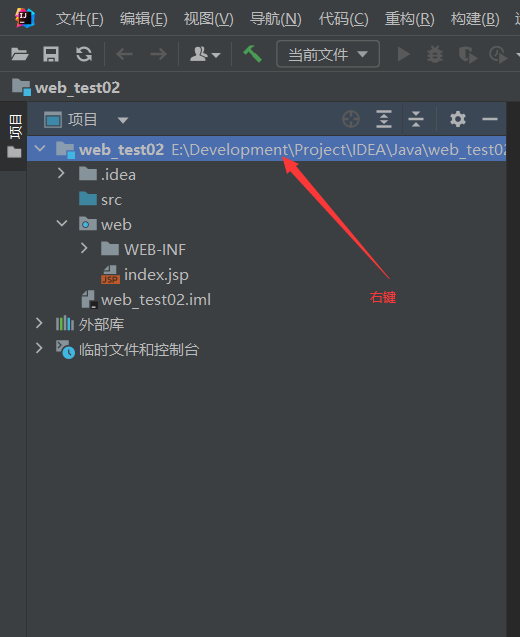 文件(F) 编辑(E) 视图(V) 导航(N) 代码(C) 重构(R) 构建(B)
当前文件
web_test02
项目
项目
web_test02 E:\Development\Project\IDEA\Java\web_test02
.idea
src
web
WEB-INF
index.jsp
web_test02.iml
外部库
临时文件和控制台
右键